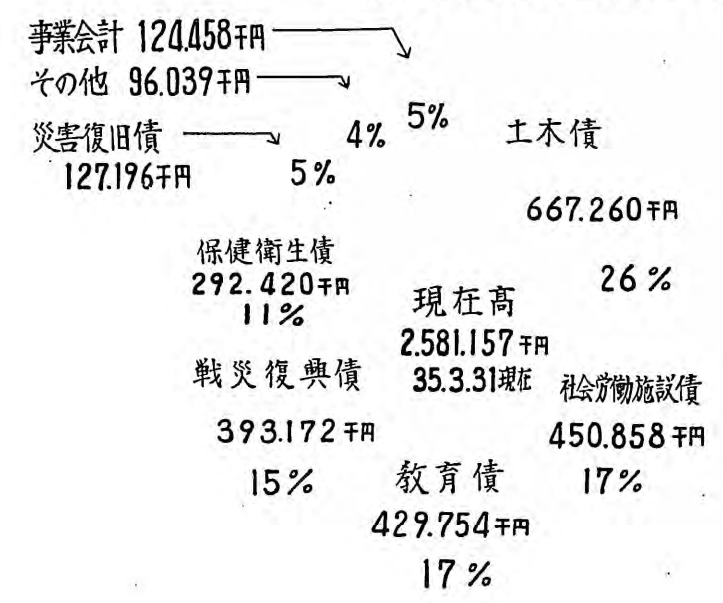 事業会計 124.458千円
その他 96.039千円
5%
4%
災害復旧債
127.196千円
5%
土木債
667.260千円
26%
保健衛生債
292.420千円
11%
現在高
2.581.157千円
35.3.31現在
戦災復興債
393.172千円
15%
社会労働施設債
450.858千円
17%
教育債
429.754千円
17%